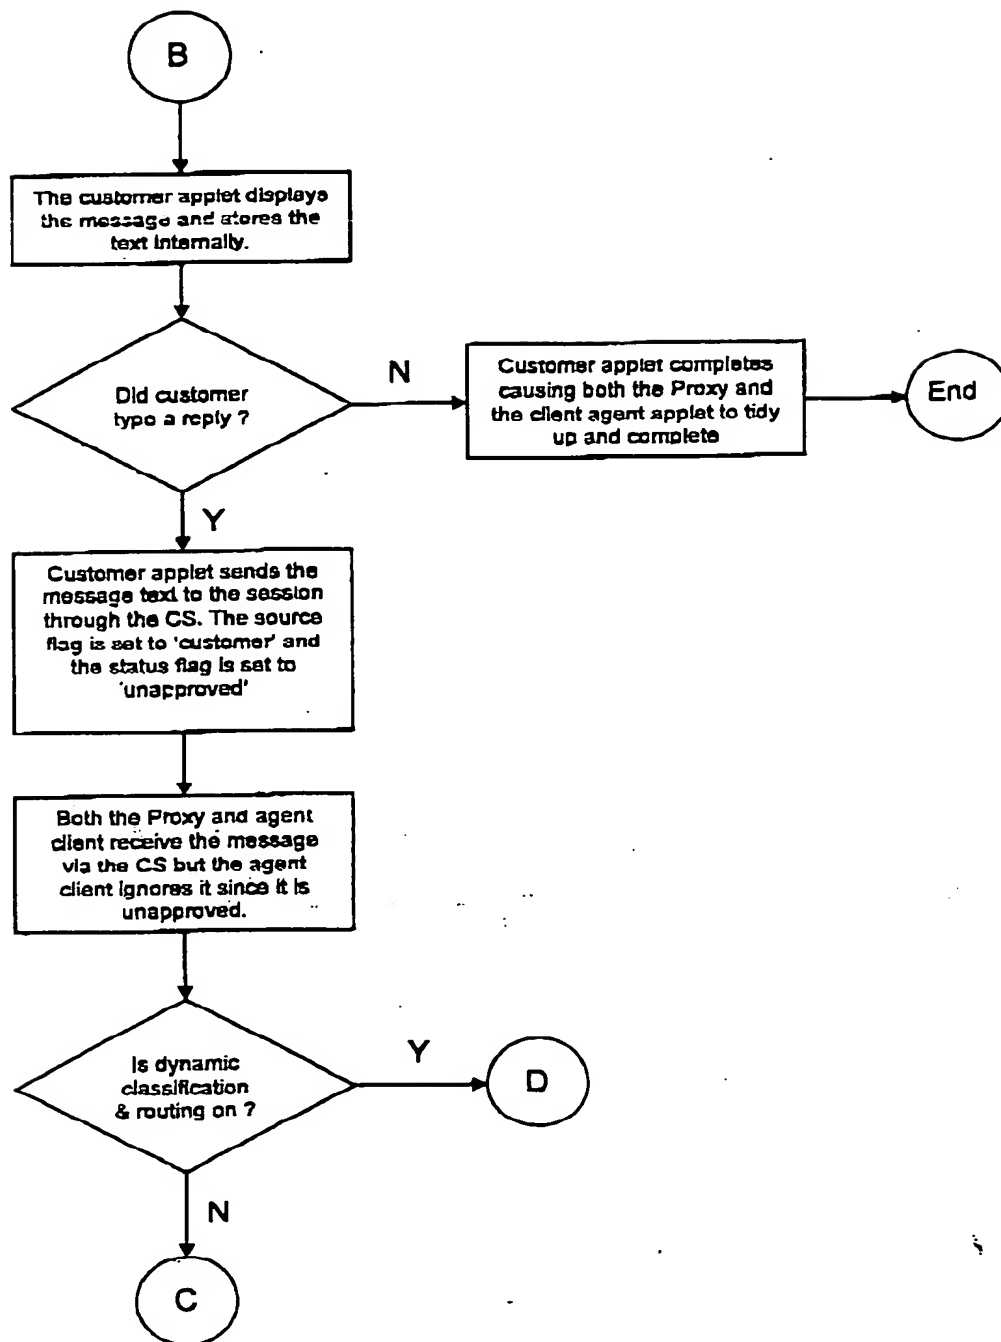 B
The customer applet displays
the message and stores the
text internally.
Did customer
type a reply ?
N
Customer applet completes
causing both the Proxy and
the client agent applet to tidy
up and complete
End
Y
Customer applet sends the
message text to the session
through the CS. The source
flag is set to 'customer' and
the status flag is set to
'unapproved'
Both the Proxy and agent
client receive the message
via the CS but the agent
client ignores it since it is
unapproved.
Is dynamic
classification
& routing on ?
Y
D
N
C